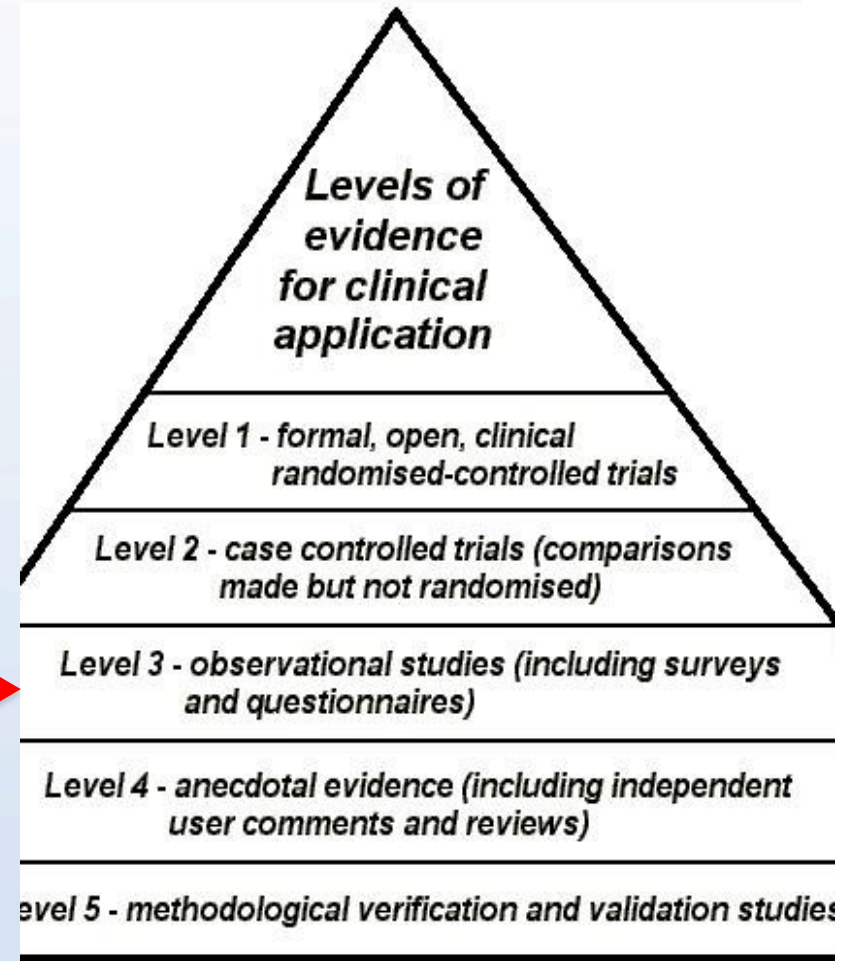 Levels of
evidence
for clinical
application
Level 1 - formal, open, clinical
randomised-controlled trials
Level 2 - case controlled trials (comparisons
made but not randomised)
Level 3 - observational studies (including surveys
and questionnaires)
Level 4 - anecdotal evidence (including independent
user comments and reviews)
evel 5 - methodological verification and validation studies